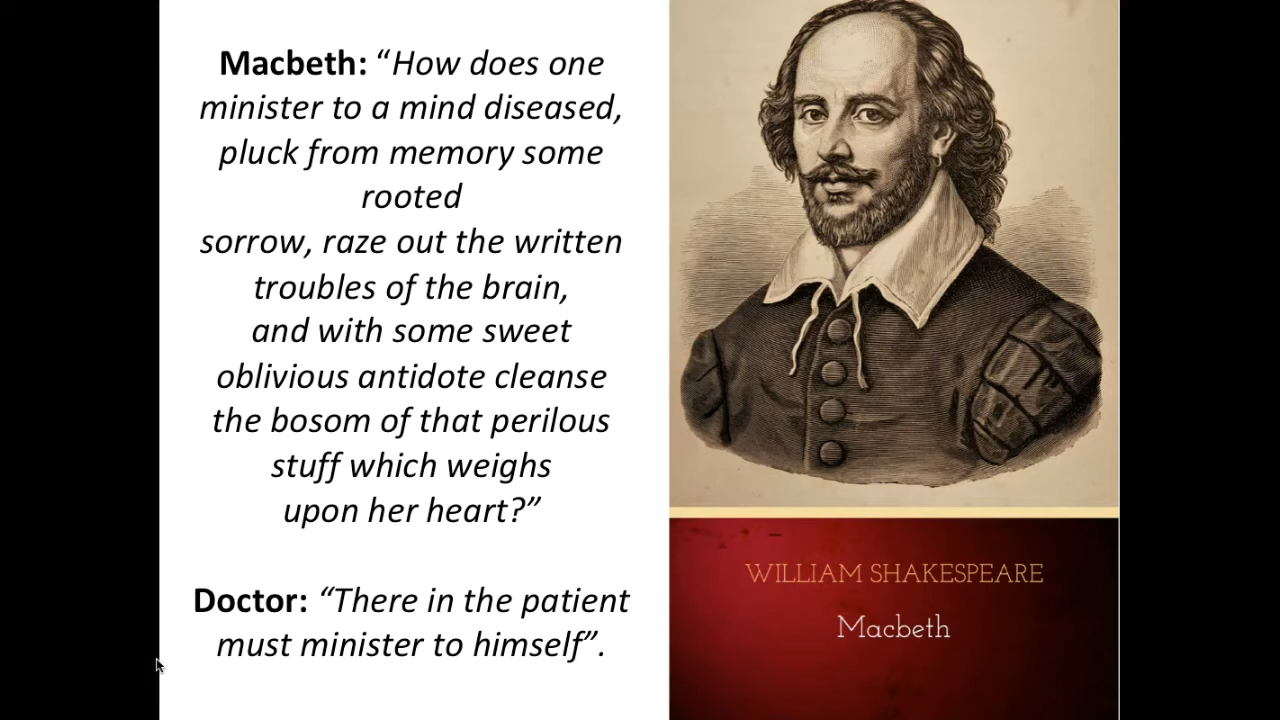 Macbeth: “How does one
minister to a mind diseased,
pluck from memory some
rooted
sorrow, raze out the written
troubles of the brain,
and with some sweet
oblivious antidote cleanse
the bosom of that perilous
stuff which weighs
upon her heart?”
Doctor: “There in the patient
must minister to himself”.
WILLIAM SHAKESPEARE
Macbeth